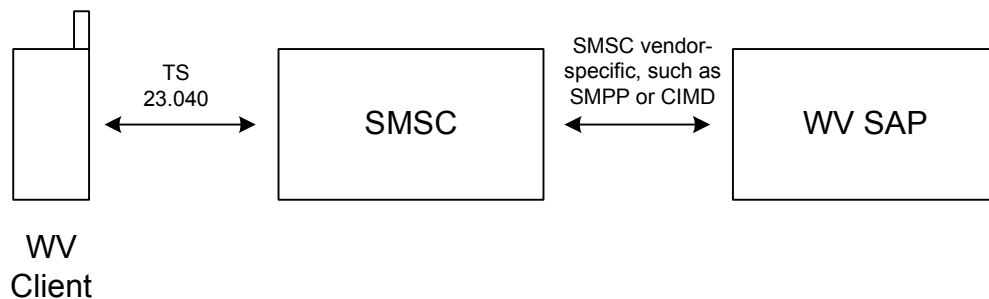 TS
23.040
SMSC vendor-
specific, such as
SMPP or CIMD
SMSC
WV SAP
WV
Client